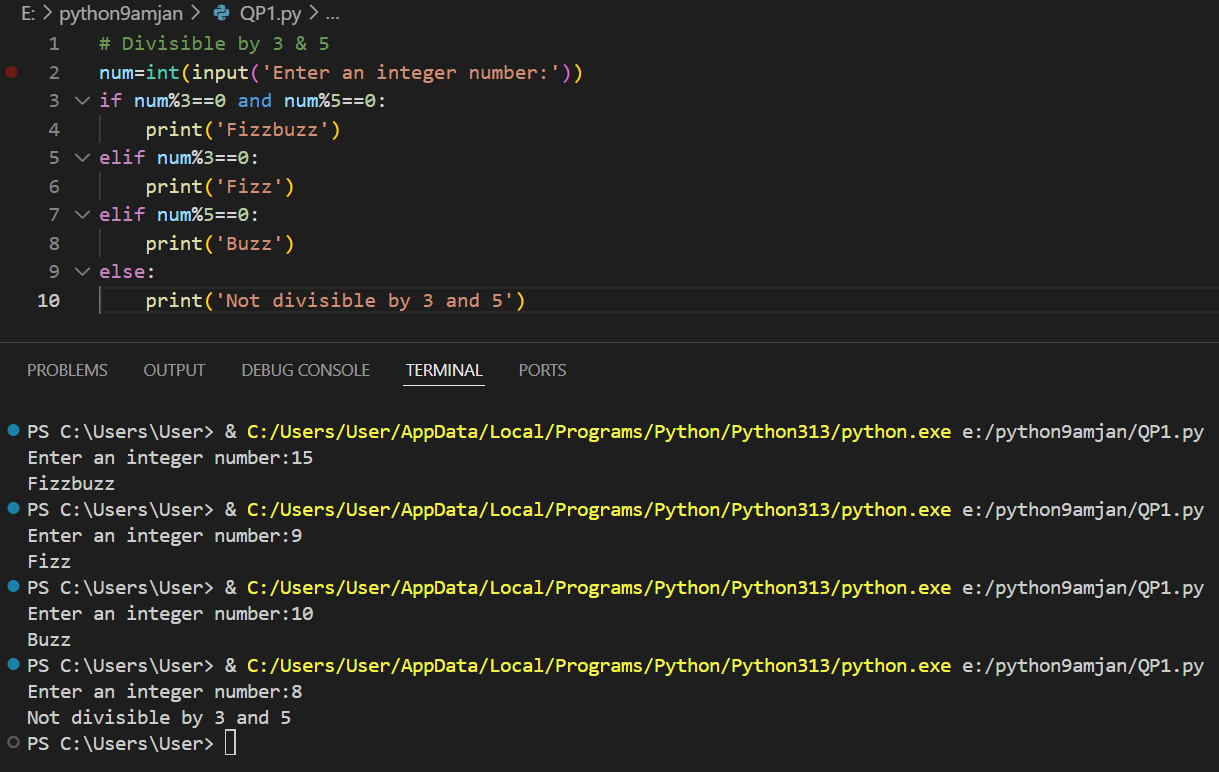 E: > python9amjan > QP1.py > ...
1 # Divisible by 3 & 5
2 num=int(input('Enter an integer number:'))
3 if num%3==0 and num%5==0:
4     print('Fizzbuzz')
5 elif num%3==0:
6     print('Fizz')
7 elif num%5==0:
8     print('Buzz')
9 else:
10     print('Not divisible by 3 and 5')
PROBLEMS OUTPUT DEBUG CONSOLE TERMINAL PORTS
PS C:\Users\User> & C:/Users/User/AppData/Local/Programs/Python/Python313/python.exe e:/python9amjan/QP1.py
Enter an integer number:15
Fizzbuzz
PS C:\Users\User> & C:/Users/User/AppData/Local/Programs/Python/Python313/python.exe e:/python9amjan/QP1.py
Enter an integer number:9
Fizz
PS C:\Users\User> & C:/Users/User/AppData/Local/Programs/Python/Python313/python.exe e:/python9amjan/QP1.py
Enter an integer number:10
Buzz
PS C:\Users\User> & C:/Users/User/AppData/Local/Programs/Python/Python313/python.exe e:/python9amjan/QP1.py
Enter an integer number:8
Not divisible by 3 and 5
PS C:\Users\User>